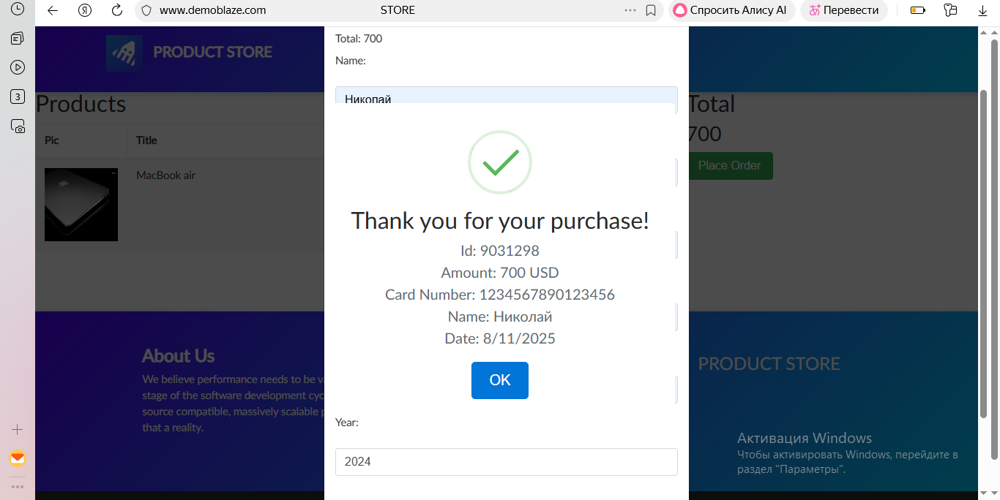 www.demoblaze.com
STORE
Спросить Алису AI
Перевести
3
PRODUCT STORE
Total: 700
Name:
Николай
Products
Total
Pic
Title
700
MacBook air
Place Order
Thank you for your purchase!
Id: 9031298
Amount: 700 USD
Card Number: 1234567890123456
Name: Николай
Date: 8/11/2025
OK
About Us
We believe performance needs to be va
stage of the software development cyc
source compatible, massively scalable p
that a reality.
PRODUCT STORE
Year:
2024
Активация Windows
Чтобы активировать Windows, перейдите в
раздел "Параметры".